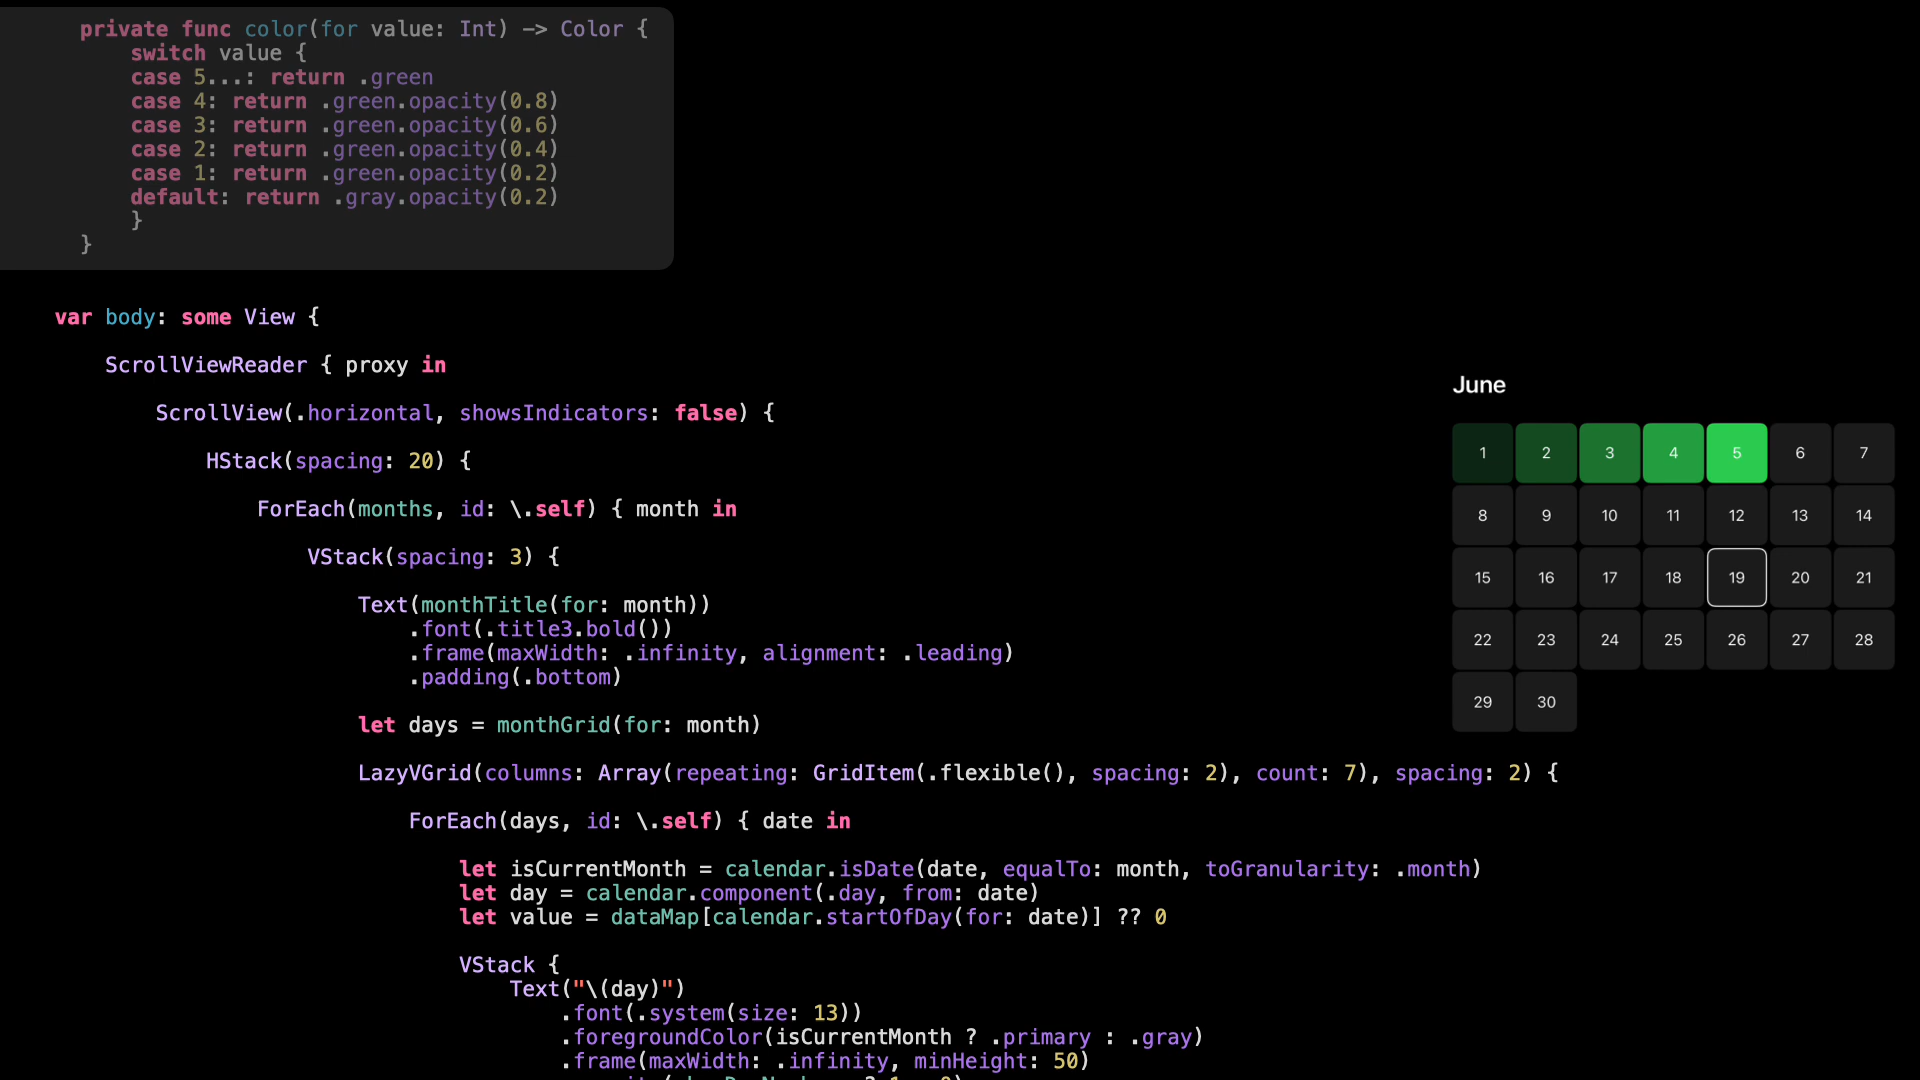 private func color(for value: Int) -> Color {
switch value {
case 5...: return .green
case 4: return .green.opacity(0.8)
case 3: return .green.opacity(0.6)
case 2: return .green.opacity(0.4)
case 1: return .green.opacity(0.2)
default: return .gray.opacity(0.2)
}
}
var body: some View {
ScrollViewReader { proxy in
ScrollView(.horizontal, showsIndicators: false) {
HStack(spacing: 20) {
ForEach(months, id: \.self) { month in
VStack(spacing: 3) {
Text(monthTitle(for: month))
.font(.title3.bold())
.frame(maxWidth: .infinity, alignment: .leading)
.padding(.bottom)
let days = monthGrid(for: month)
LazyVGrid(columns: Array(repeating: GridItem(.flexible(), spacing: 2), count: 7), spacing: 2) {
ForEach(days, id: \.self) { date in
let isCurrentMonth = calendar.isDate(date, equalTo: month, toGranularity: .month)
let day = calendar.component(.day, from: date)
let value = dataMap[calendar.startOfDay(for: date)] ?? 0
VStack {
Text("\(day)")
.font(.system(size: 13))
.foregroundColor(isCurrentMonth ? .primary : .gray)
.frame(maxWidth: .infinity, minHeight: 50)
June
1 2 3 4 5 6 7
8 9 10 11 12 13 14
15 16 17 18 19 20 21
22 23 24 25 26 27 28
29 30